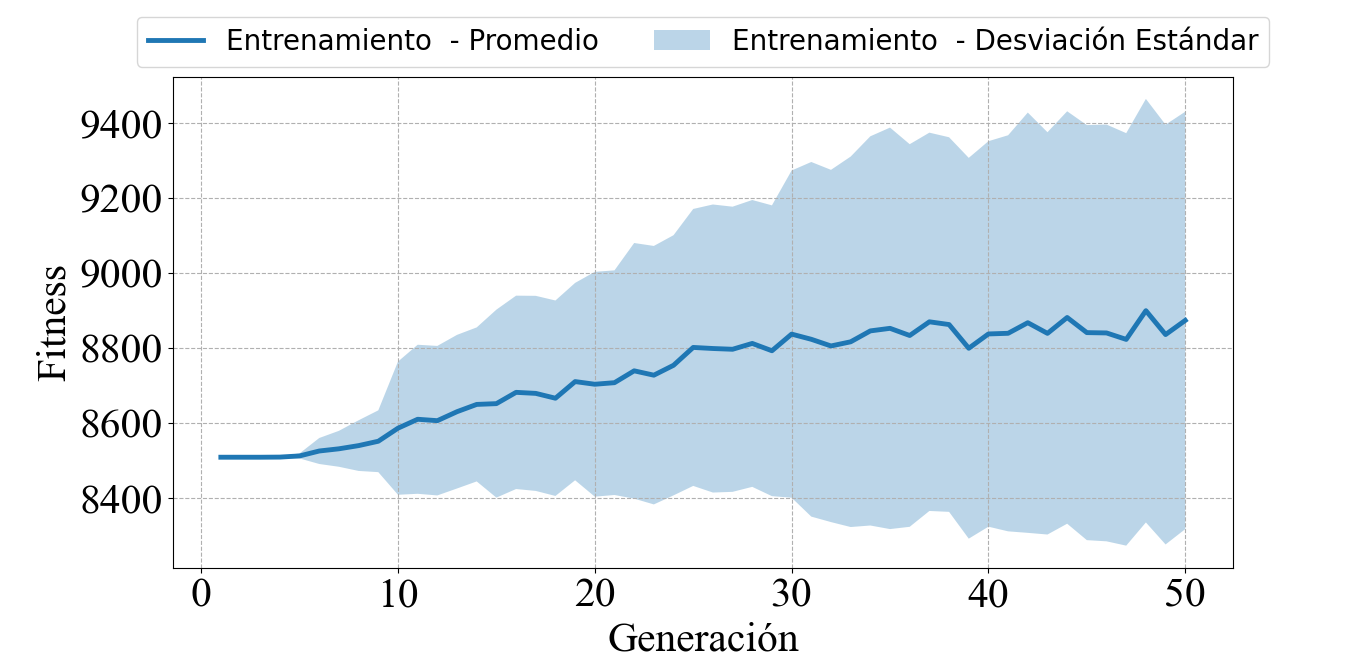 Entrenamiento  - Promedio
Entrenamiento  - Desviación Estándar
9400
9200
9000
8800
8600
8400
Fitness
0 10 20 30 40 50
Generación